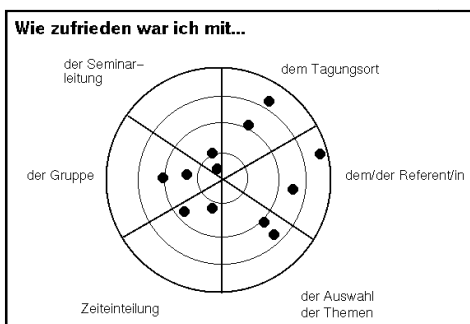 Wie zufrieden war ich mit...
der Seminar-
leitung
dem Tagungsort
der Gruppe
dem/der Referent/in
Zeiteinteilung
der Auswahl
der Themen